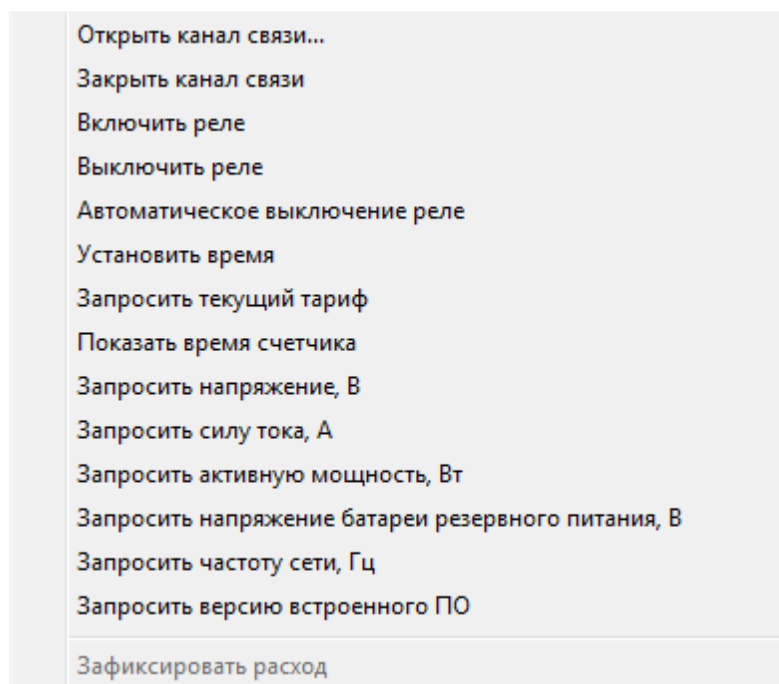 Открыть канал связи...
Закрыть канал связи
Включить реле
Выключить реле
Автоматическое выключение реле
Установить время
Запросить текущий тариф
Показать время счетчика
Запросить напряжение, В
Запросить силу тока, А
Запросить активную мощность, Вт
Запросить напряжение батареи резервного питания, В
Запросить частоту сети, Гц
Запросить версию встроенного ПО
Зафиксировать расход